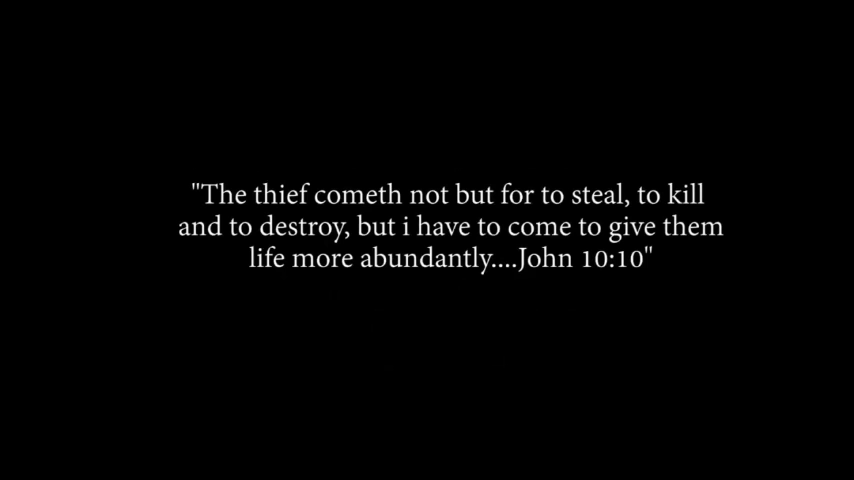 "The thief cometh not but for to steal, to kill
and to destroy, but i have to come to give them
life more abundantly....John 10:10"